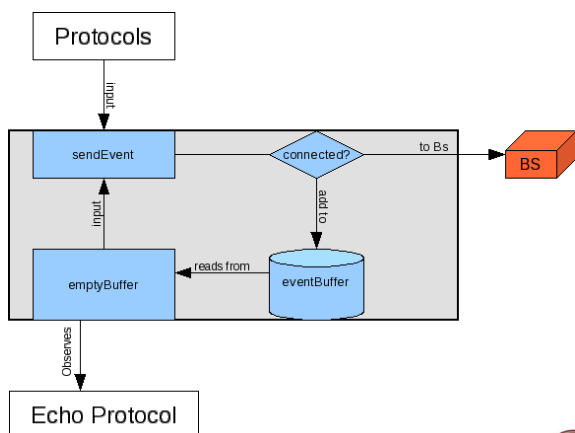 Protocols
input
sendEvent
connected?
to Bs
BS
input
add to
emptyBuffer
reads from
eventBuffer
Observes
Echo Protocol